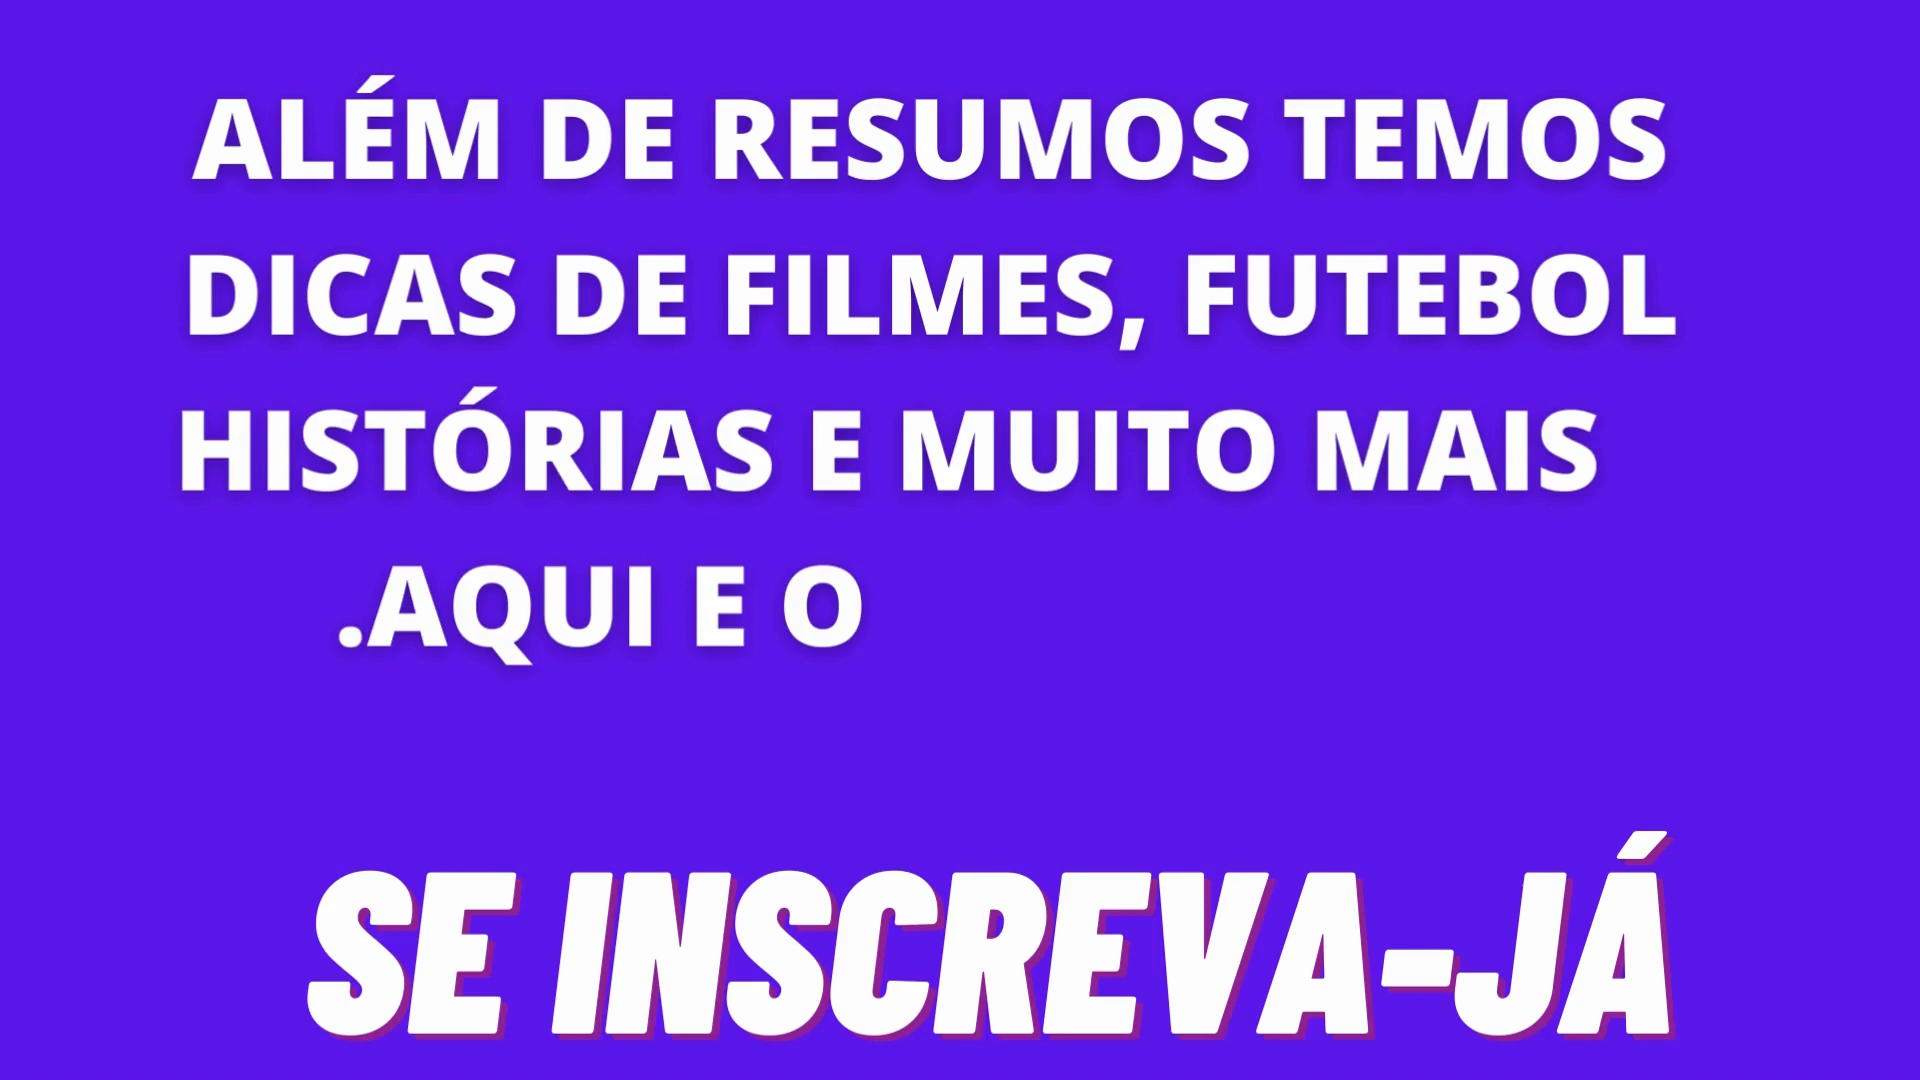 ALÉM DE RESUMOS TEMOS
DICAS DE FILMES, FUTEBOL
HISTÓRIAS E MUITO MAIS
.AQUI E O
SE INSCREVA-JÁ